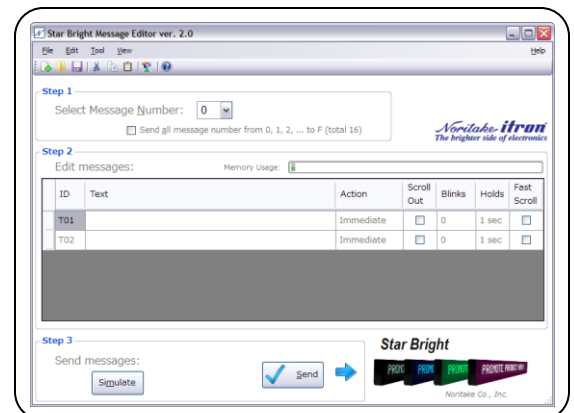 Star Bright Message Editor ver. 2.0
File Edit Tool View Help
Step 1
Select Message Number: 0
Send all message number from 0, 1, 2, ... to F (total 16)
Noritake itron
The brighter side of electronics
Step 2
Edit messages: Memory Usage:
ID Text Action Scroll Out Blinks Holds Fast Scroll
T01 Immediate 0 1 sec
T02 Immediate 0 1 sec
Step 3
Send messages:
Simulate
Send
Star Bright
PROMOTE
Noritake Co., Inc.